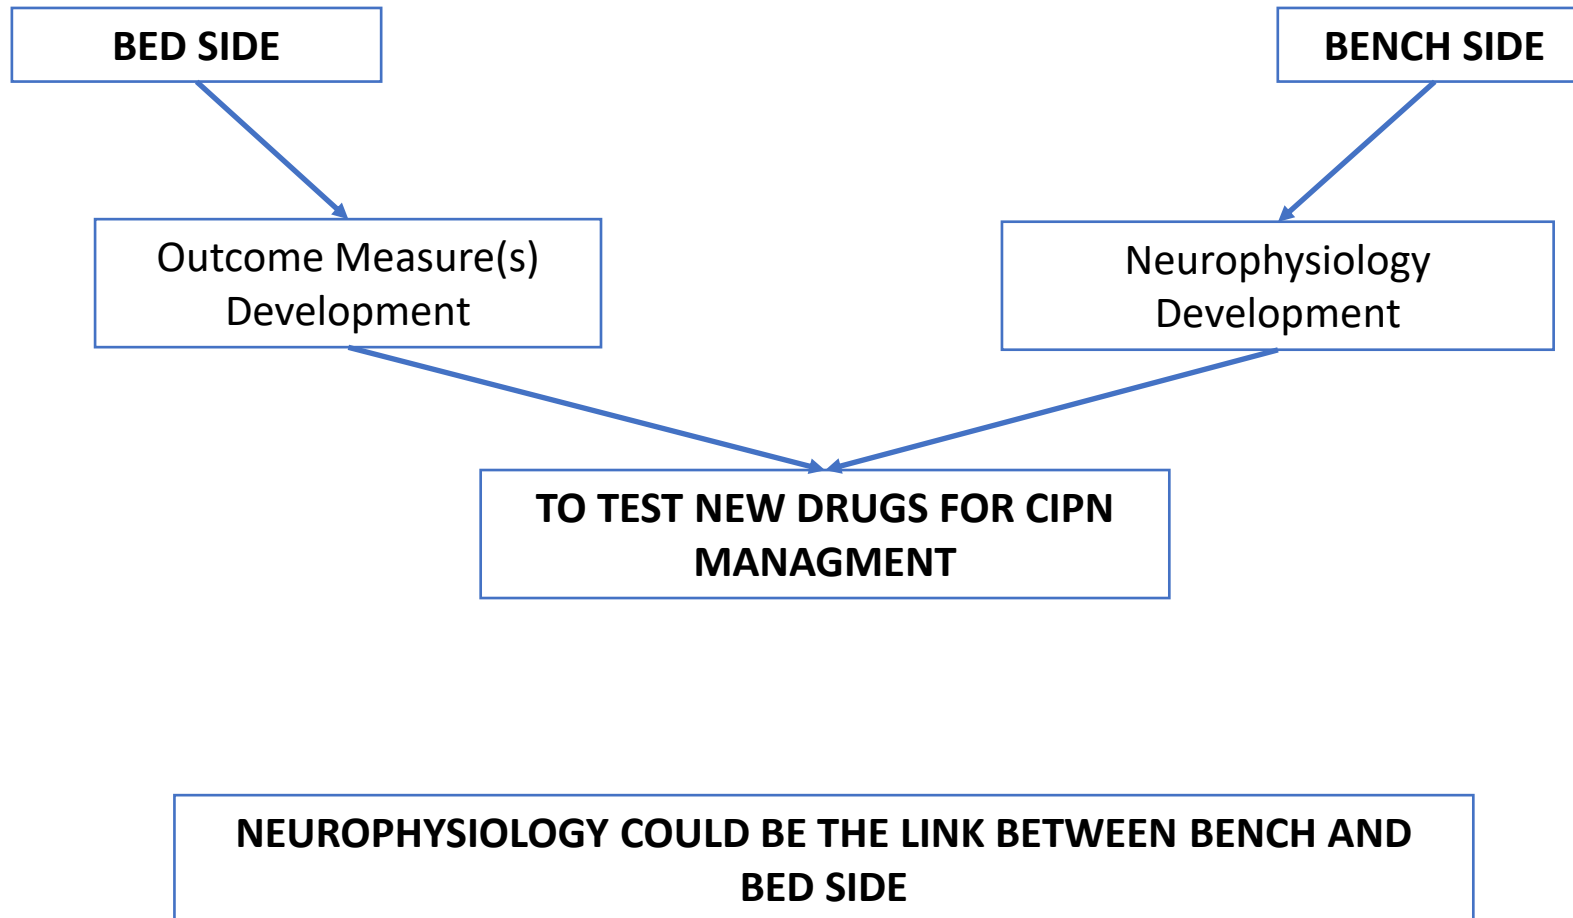 BED SIDE
BENCH SIDE
Outcome Measure(s)
Development
Neurophysiology
Development
TO TEST NEW DRUGS FOR CIPN
MANAGMENT
NEUROPHYSIOLOGY COULD BE THE LINK BETWEEN BENCH AND
BED SIDE